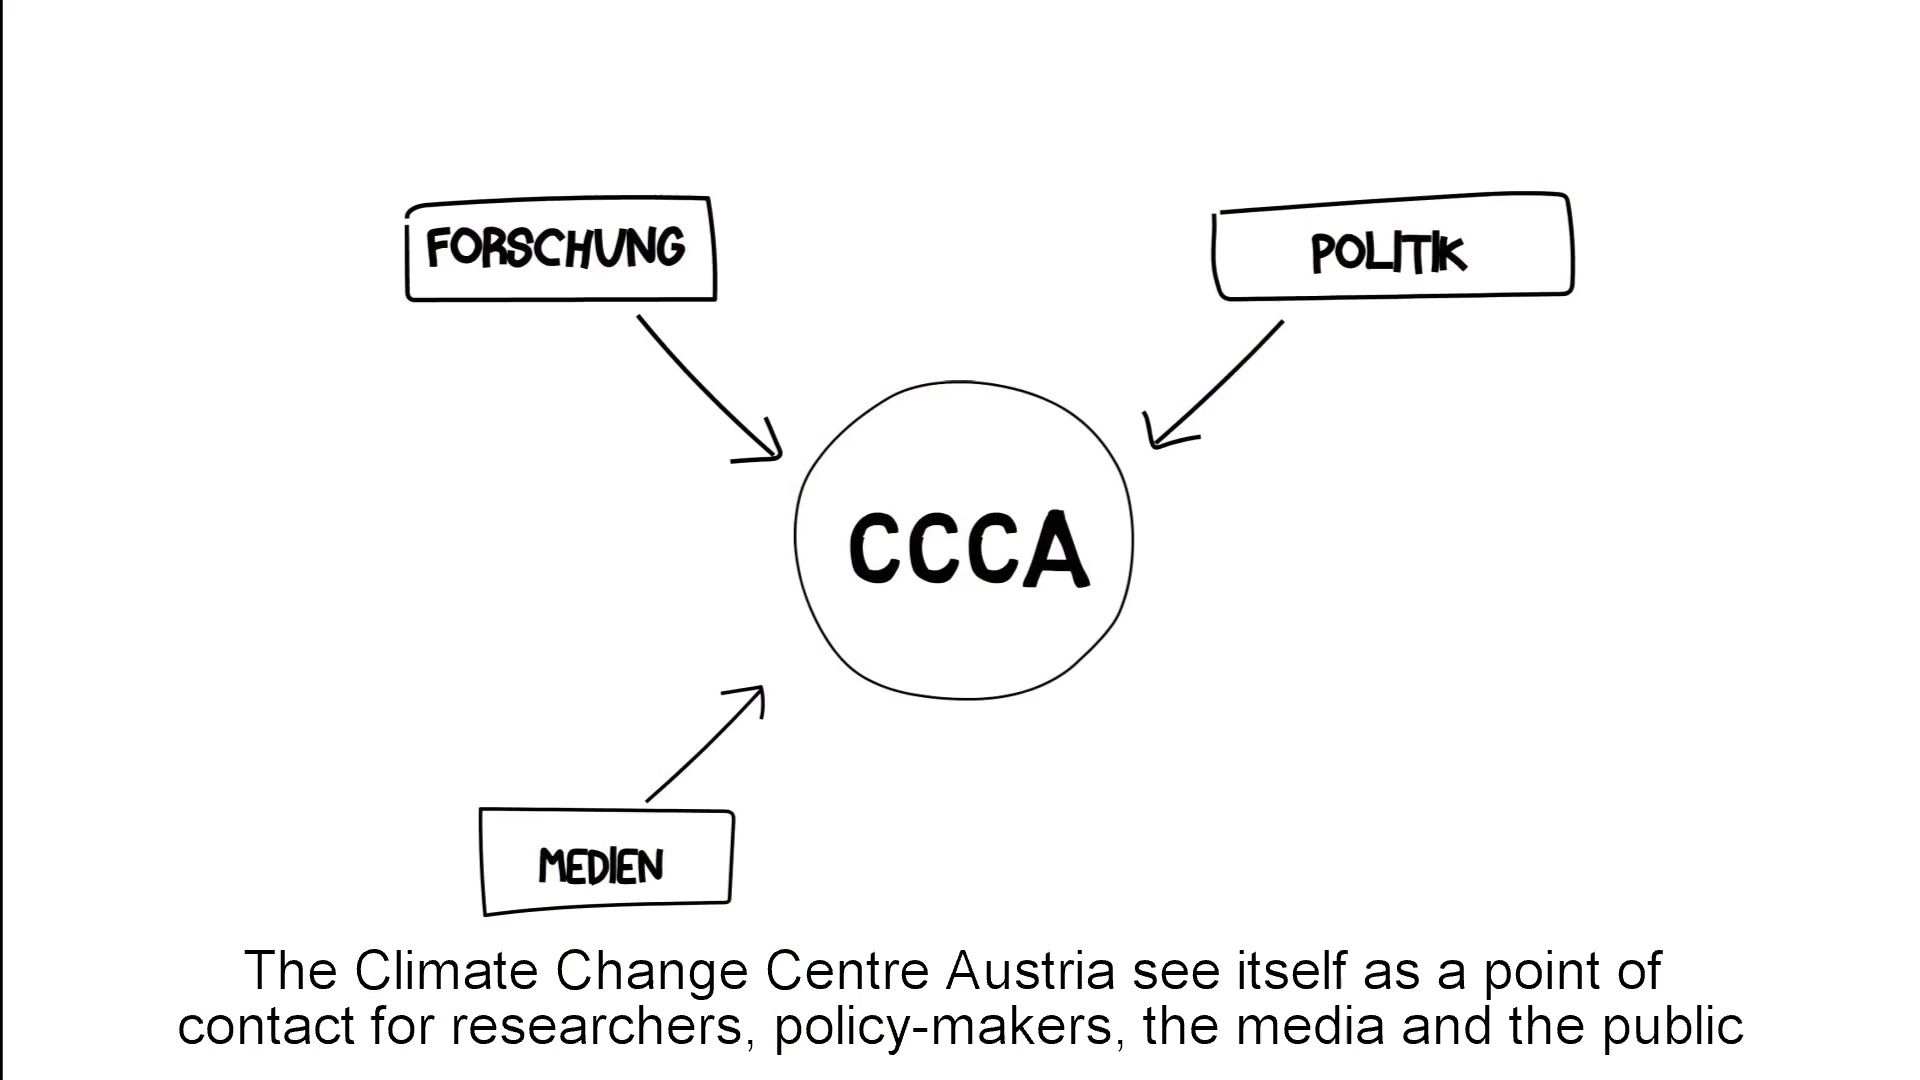 FORSCHUNG
POLITIK
CCCA
MEDIEN
The Climate Change Centre Austria see itself as a point of
contact for researchers, policy-makers, the media and the public